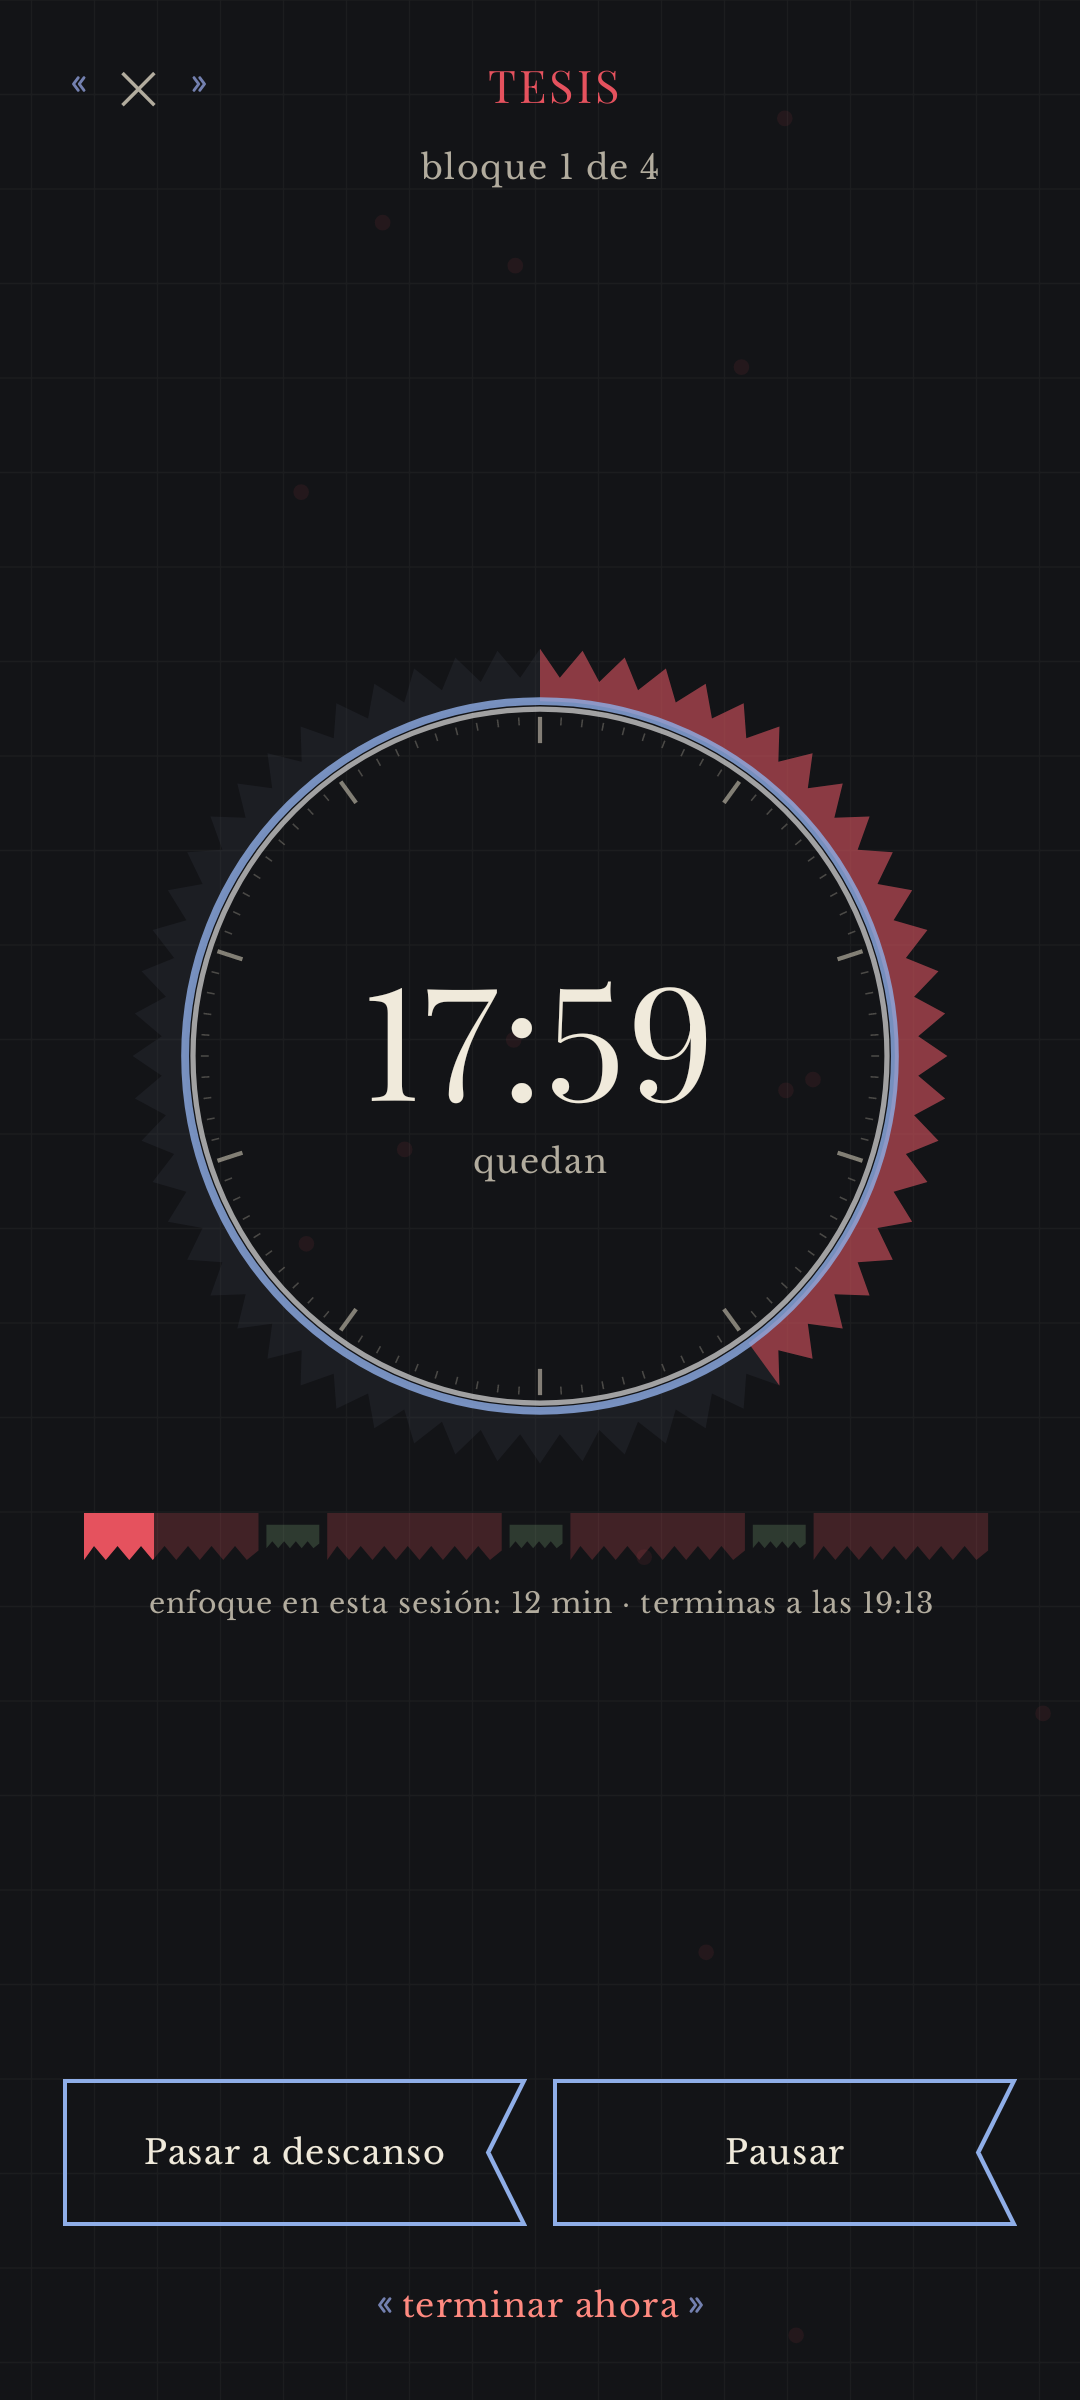 « × » TESIS
bloque 1 de 4
17:59
quedan
enfoque en esta sesión: 12 min · terminas a las 19:13
Pasar a descanso
Pausar
« terminar ahora »